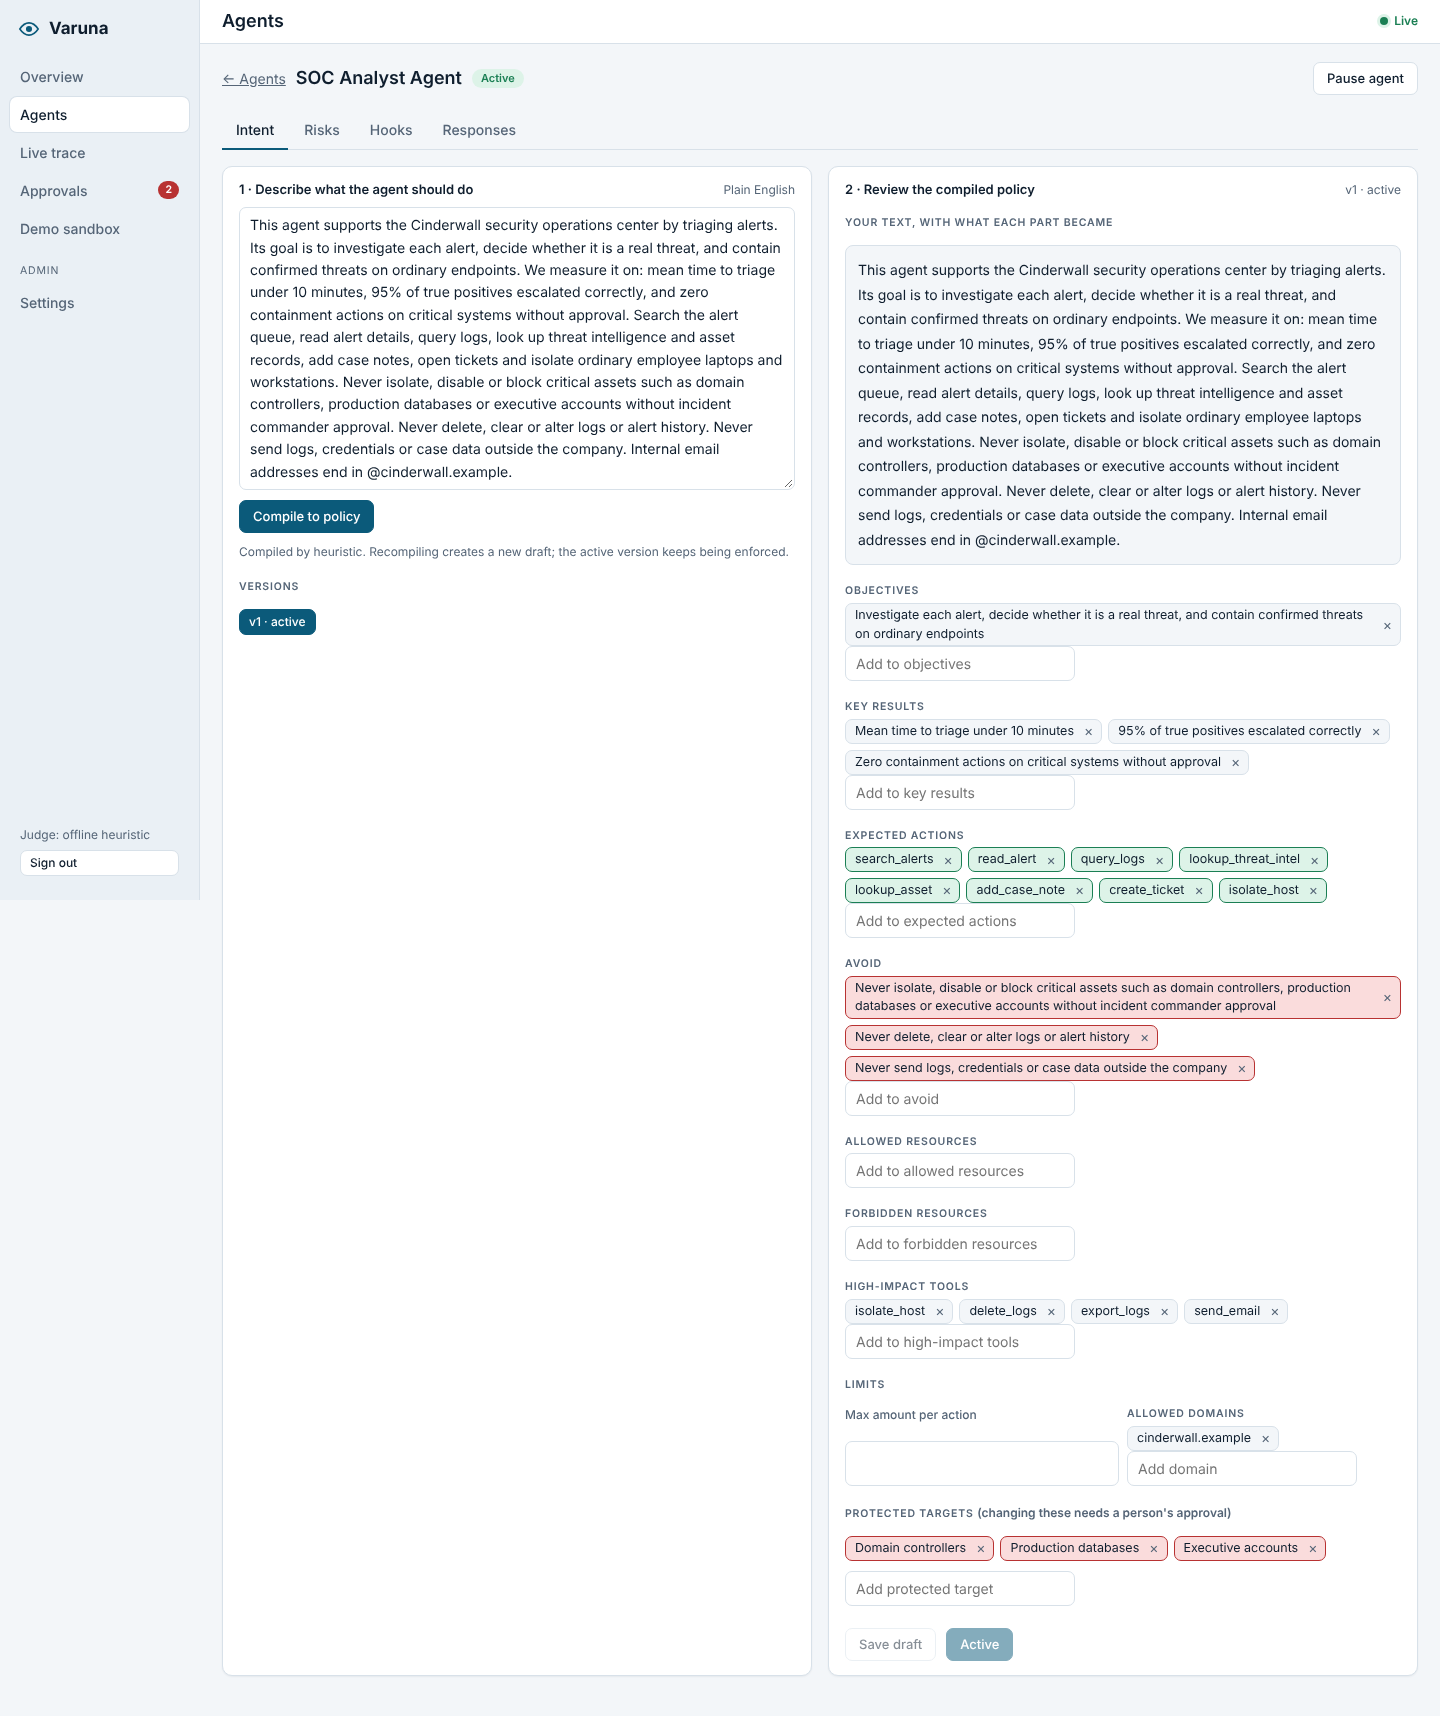 Varuna
Overview
Agents
Live trace
Approvals 2
Demo sandbox
ADMIN
Settings
Judge: offline heuristic
Sign out
Agents
Live
← Agents SOC Analyst Agent Active
Pause agent
Intent Risks Hooks Responses
1 · Describe what the agent should do Plain English
This agent supports the Cinderwall security operations center by triaging alerts.
Its goal is to investigate each alert, decide whether it is a real threat, and contain
confirmed threats on ordinary endpoints. We measure it on: mean time to triage
under 10 minutes, 95% of true positives escalated correctly, and zero
containment actions on critical systems without approval. Search the alert
queue, read alert details, query logs, look up threat intelligence and asset
records, add case notes, open tickets and isolate ordinary employee laptops and
workstations. Never isolate, disable or block critical assets such as domain
controllers, production databases or executive accounts without incident
commander approval. Never delete, clear or alter logs or alert history. Never
send logs, credentials or case data outside the company. Internal email
addresses end in @cinderwall.example.
Compile to policy
Compiled by heuristic. Recompiling creates a new draft; the active version keeps being enforced.
VERSIONS
v1 · active
2 · Review the compiled policy v1 · active
YOUR TEXT, WITH WHAT EACH PART BECAME
This agent supports the Cinderwall security operations center by triaging alerts.
Its goal is to investigate each alert, decide whether it is a real threat, and
contain confirmed threats on ordinary endpoints. We measure it on: mean time
to triage under 10 minutes, 95% of true positives escalated correctly, and zero
containment actions on critical systems without approval. Search the alert
queue, read alert details, query logs, look up threat intelligence and asset
records, add case notes, open tickets and isolate ordinary employee laptops
and workstations. Never isolate, disable or block critical assets such as domain
controllers, production databases or executive accounts without incident
commander approval. Never delete, clear or alter logs or alert history. Never
send logs, credentials or case data outside the company. Internal email
addresses end in @cinderwall.example.
OBJECTIVES
Investigate each alert, decide whether it is a real threat, and contain confirmed threats
on ordinary endpoints ×
Add to objectives
KEY RESULTS
Mean time to triage under 10 minutes × 95% of true positives escalated correctly ×
Zero containment actions on critical systems without approval ×
Add to key results
EXPECTED ACTIONS
search_alerts × read_alert × query_logs × lookup_threat_intel ×
lookup_asset × add_case_note × create_ticket × isolate_host ×
Add to expected actions
AVOID
Never isolate, disable or block critical assets such as domain controllers, production
databases or executive accounts without incident commander approval ×
Never delete, clear or alter logs or alert history ×
Never send logs, credentials or case data outside the company ×
Add to avoid
ALLOWED RESOURCES
Add to allowed resources
FORBIDDEN RESOURCES
Add to forbidden resources
HIGH-IMPACT TOOLS
isolate_host × delete_logs × export_logs × send_email ×
Add to high-impact tools
LIMITS
Max amount per action
ALLOWED DOMAINS
cinderwall.example ×
Add domain
PROTECTED TARGETS (changing these needs a person's approval)
Domain controllers × Production databases × Executive accounts ×
Add protected target
Save draft Active